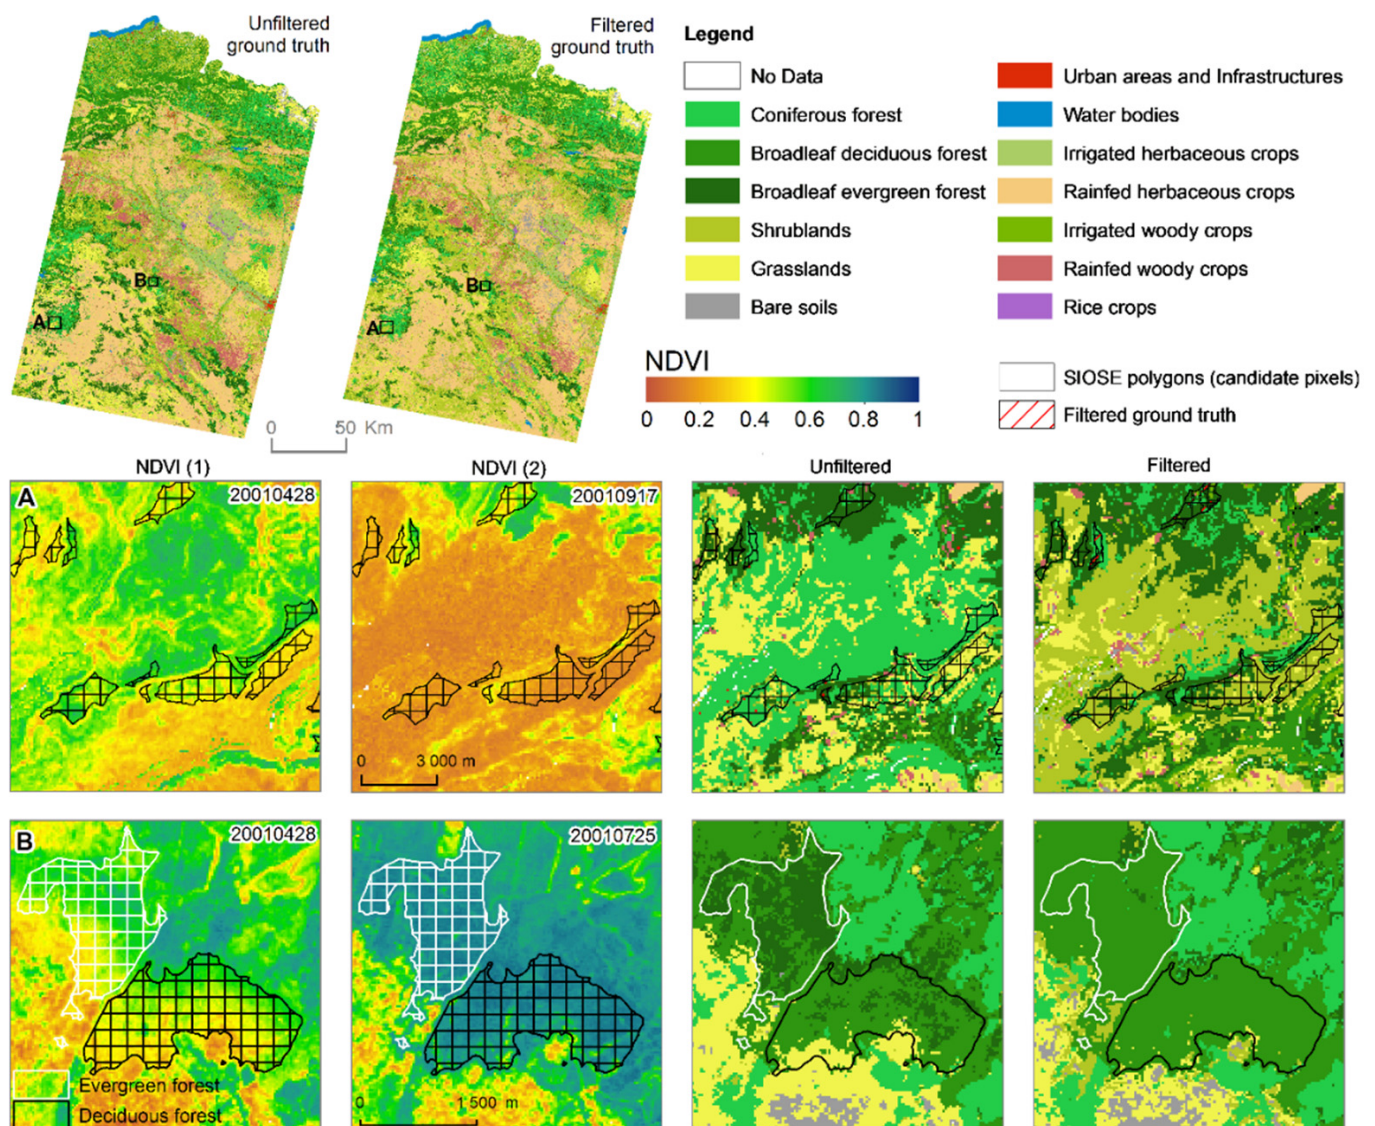 Unfiltered
ground truth
Filtered
ground truth
Legend
No Data
Coniferous forest
Broadleaf deciduous forest
Broadleaf evergreen forest
Shrublands
Grasslands
Bare soils
Urban areas and Infrastructures
Water bodies
Irrigated herbaceous crops
Rainfed herbaceous crops
Irrigated woody crops
Rainfed woody crops
Rice crops
SIOSE polygons (candidate pixels)
Filtered ground truth
B
A
B
A
NDVI
0 0.2 0.4 0.6 0.8 1
0 50 Km
NDVI (1)
NDVI (2)
Unfiltered
Filtered
A
20010428
20010917
0 3 000 m
B
20010428
20010725
Evergreen forest
Deciduous forest
0 1 500 m